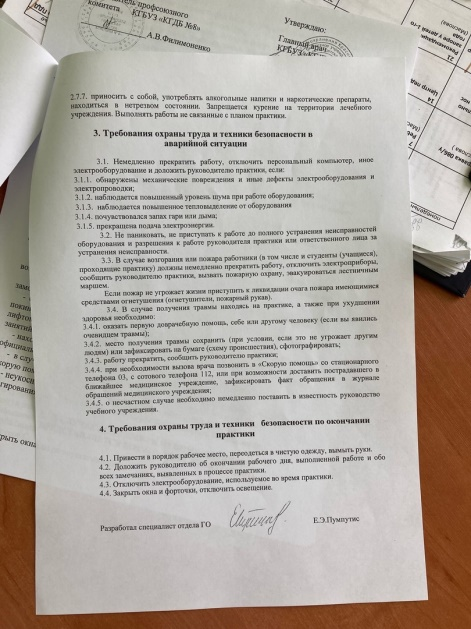 профсоюзного
комитета КГБУЗ «КГДБ №8»
А.В.Филимоненко
Утверждаю:
Главный врач
2.7.7. приносить с собой, употреблять алкогольные напитки и наркотические препараты,
находиться в нетрезвом состоянии. Запрещается курение на территории лечебного
учреждения. Выполнять работы не связанные с планом практики.
3. Требования охраны труда и техники безопасности в
аварийной ситуации
3.1. Немедленно прекратить работу, отключить персональный компьютер, иное
электрооборудование и доложить руководителю практики, если:
3.1.1. обнаружены механические повреждения и иные дефекты электрооборудования и
электропроводки;
3.1.2. наблюдается повышенный уровень шума при работе оборудования;
3.1.3. наблюдается повышенное тепловыделение от оборудования
3.1.4. почувствовался запах гари или дыма;
3.1.5. прекращена подача электроэнергии.
3.2. Не паниковать, не приступать к работе до полного устранения неисправностей
оборудования и разрешения к работе руководителя практики или ответственного лица за
устранения неисправности.
3.3. В случае возгорания или пожара работники (в том числе и студенты (учащиеся),
проходящие практику) должны немедленно прекратить работу, отключить электроприборы,
сообщить руководителю практики, вызвать пожарную охрану, эвакуироваться лестничным
маршем.
Если пожар не угрожает жизни приступить к ликвидации очага пожара имеющимися
средствами огнетушения (огнетушители, пожарный рукав).
3.4. В случае получения травмы находясь на практике, а также при ухудшении
здоровья необходимо:
3.4.1. оказать первую доврачебную помощь, себе или другому человеку (если вы явились
очевидцем травмы);
3.4.2. место получения травмы сохранить (при условии, если это не угрожает другим
людям) или зафиксировать на бумаге (схему происшествия), сфотографировать;
3.4.3. работу прекратить, сообщить руководителю практики;
3.4.4. при необходимости вызова врача позвонить в «Скорую помощь» со стационарного
телефона 03, с сотового телефона 112, или при возможности доставить пострадавшего в
ближайшее медицинское учреждение, зафиксировать факт обращения в журнале
обращений медицинского учреждения;
3.4.5. о несчастном случае необходимо немедленно поставить в известность руководство
учебного учреждения.
4. Требования охраны труда и техники безопасности по окончании
практики
4.1. Привести в порядок рабочее место, переодеться в чистую одежду, вымыть руки.
4.2. Доложить руководителю об окончании рабочего дня, выполненной работе и обо
всех замечаниях, выявленных в процессе практики.
4.3. Отключить электрооборудование, используемое во время практики.
4.4. Закрыть окна и форточки, отключить освещение.
Разработал специалист отдела ГО
Е.Э.Пумпутис